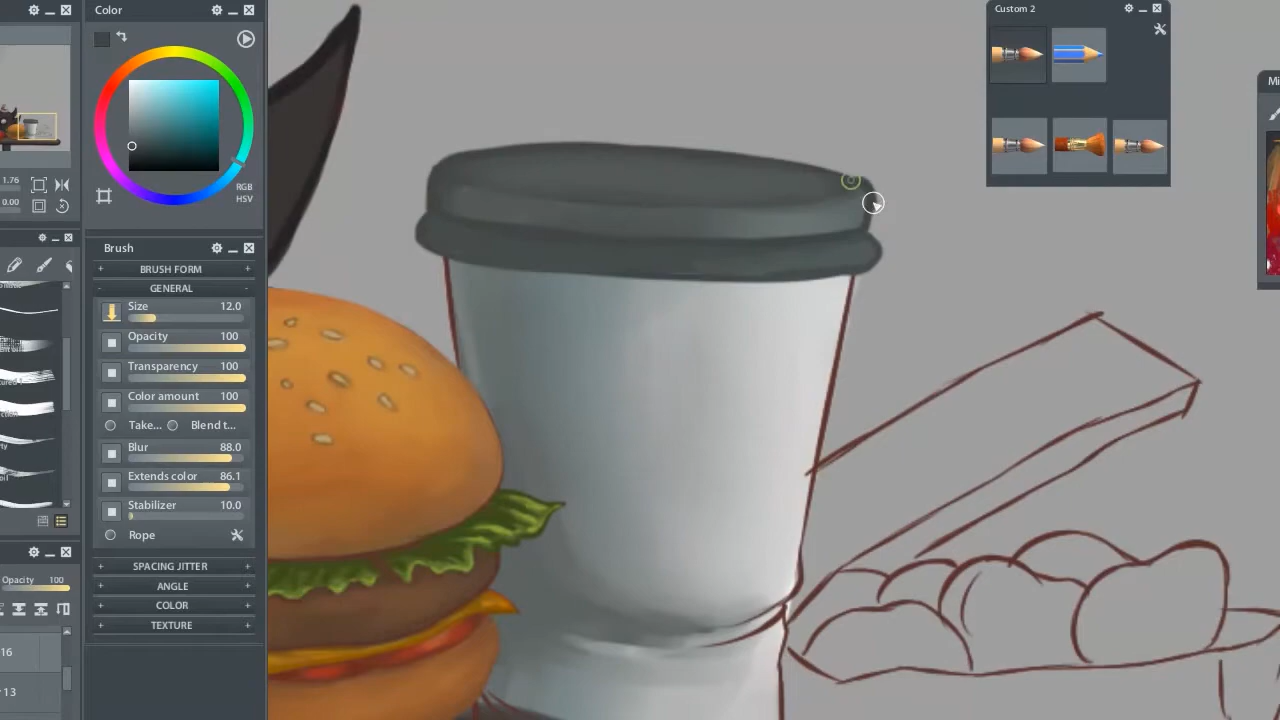 Color
Custom 2
Mi
1.76
0.00
RGB
HSV
Brush
BRUSH FORM
GENERAL
Size 12.0
Opacity 100
Transparency 100
Color amount 100
Take... Blend t...
Blur 88.0
Extends color 86.1
Stabilizer 10.0
Rope
SPACING JITTER
ANGLE
COLOR
TEXTURE
Opacity 100
16
13